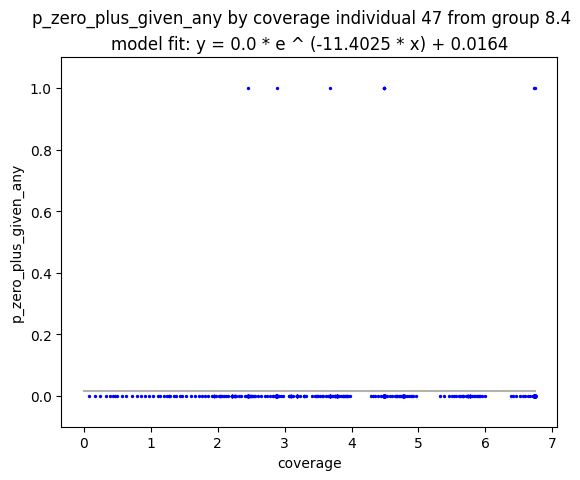 p_zero_plus_given_any by coverage individual 47 from group 8.4
model fit: y = 0.0 * e ^ (-11.4025 * x) + 0.0164
1.0
0.8
0.6
0.4
0.2
0.0
p_zero_plus_given_any
0 1 2 3 4 5 6 7
coverage